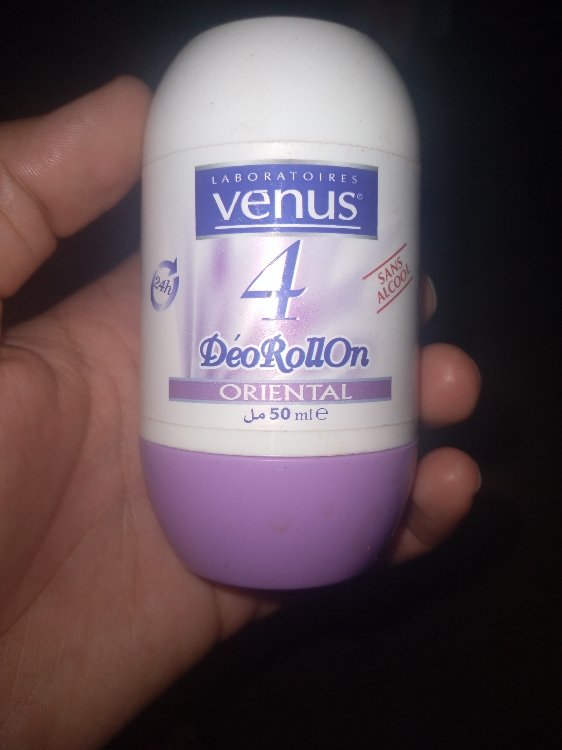 LABORATOIRES
venus®
4
24h
SANS
ALCOOL
DéoRollOn
ORIENTAL
50 ml e مل